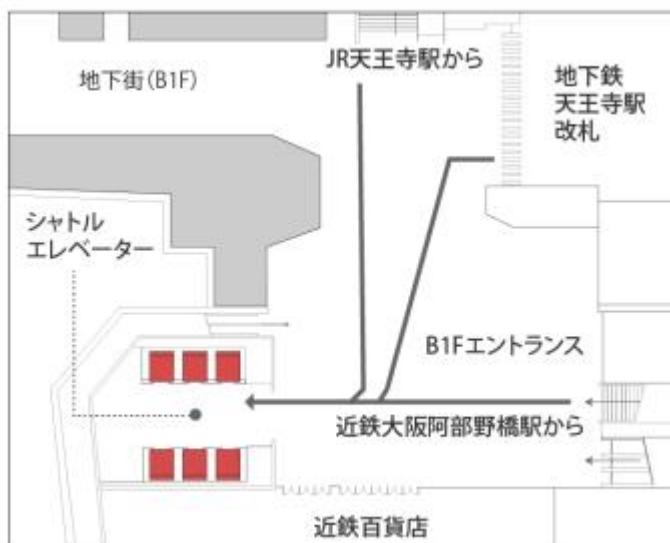 JR天王寺駅から
地下街(B1F)
地下鉄
天王寺駅
改札
シャトル
エレベーター
B1Fエントランス
近鉄大阪阿部野橋駅から
近鉄百貨店